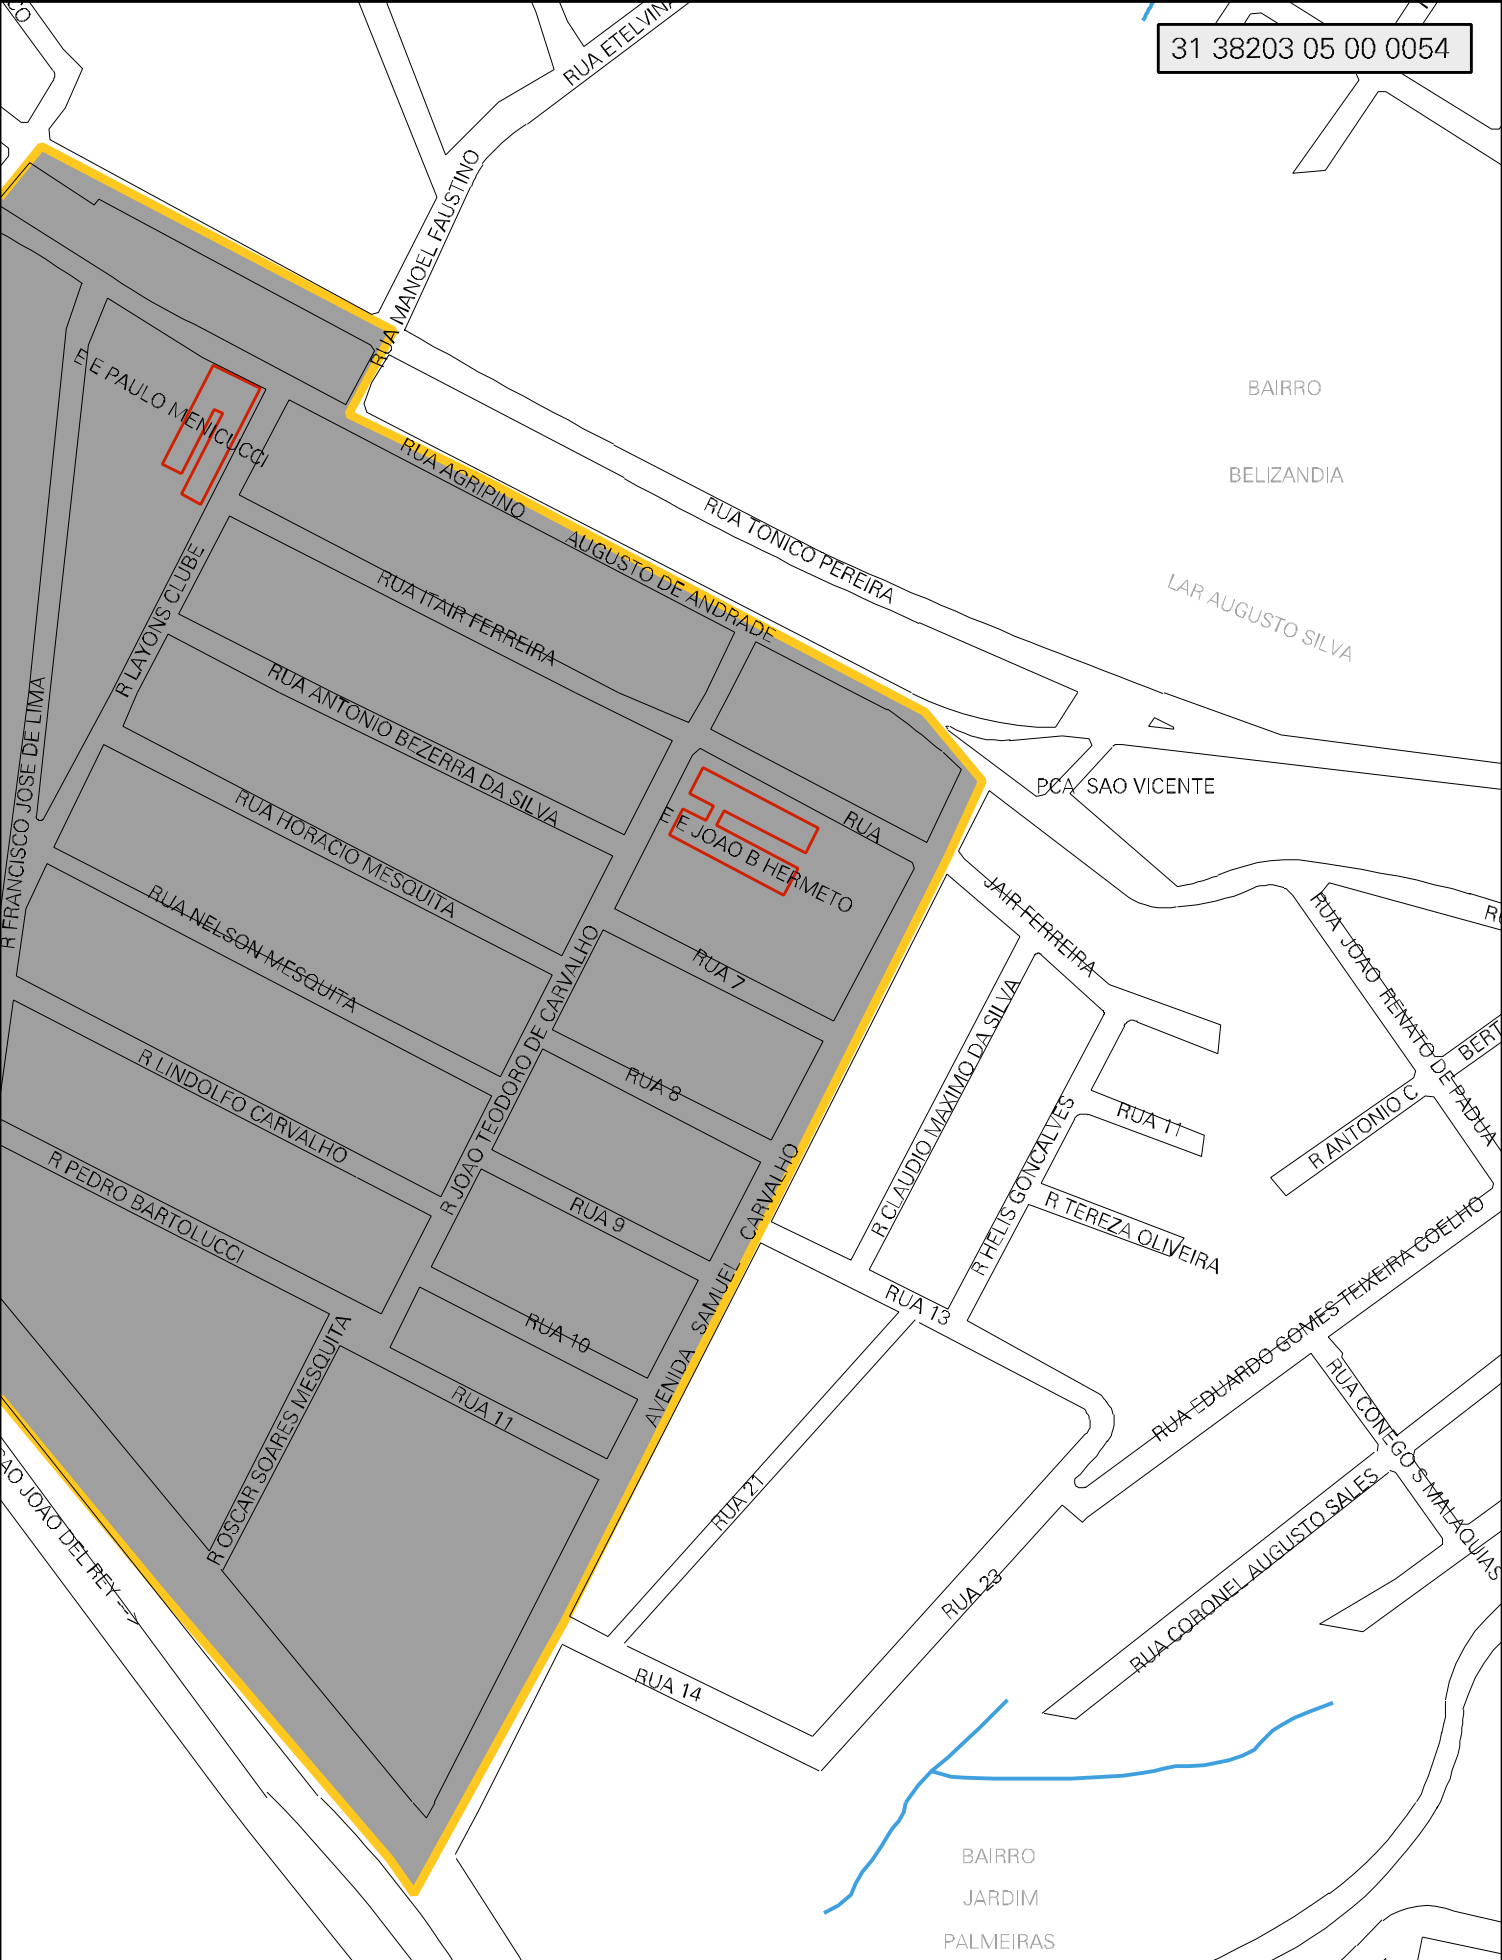 31 38203 05 00 0054
CO
RUA ETELVINA
RUA MANOEL FAUSTINO
E E PAULO MENICUCCI
BAIRRO
BELIZANDIA
RUA AGRIPINO
AUGUSTO DE ANDRADE
RUA TONICO PEREIRA
LAR AUGUSTO SILVA
R LAYONS CLUBE
RUA ITAIR FERREIRA
RUA ANTONIO BEZERRA DA SILVA
R FRANCISCO JOSE DE LIMA
RUA HORACIO MESQUITA
PCA SAO VICENTE
RUA
E E JOAO B HERMETO
JAIR FERREIRA
RUA NELSON MESQUITA
RUA 7
RUA JOAO RENATO DE PADUA
R JOAO TEODORO DE CARVALHO
R CLAUDIO MAXIMO DA SILVA
BERT
R LINDOLFO CARVALHO
RUA 8
R HELIS GONCALVES
RUA 11
R ANTONIO C
R PEDRO BARTOLUCCI
RUA 9
AVENIDA SAMUEL CARVALHO
R TEREZA OLIVEIRA
RUA EDUARDO GOMES TEIXEIRA COELHO
RUA 13
RUA 10
R OSCAR SOARES MESQUITA
RUA 11
RUA CONEGO S MALAQUIAS
RUA 21
SAO JOAO DEL REY --->
RUA 23
RUA CORONEL AUGUSTO SALES
RUA 14
BAIRRO
JARDIM
PALMEIRAS